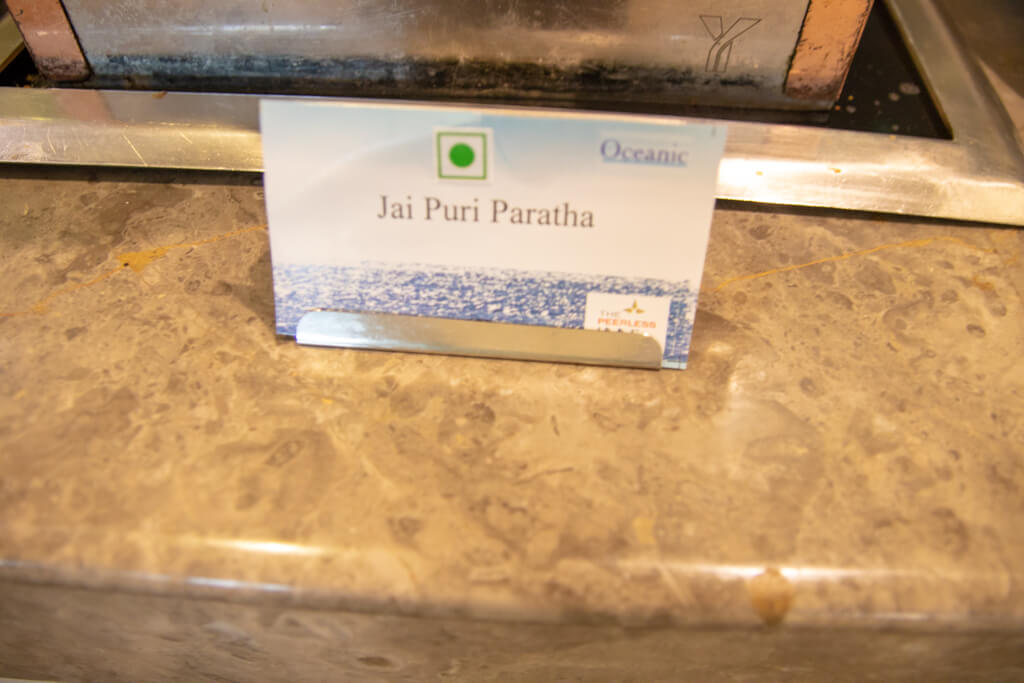 Oceanic
Jai Puri Paratha
THE
PEERLESS